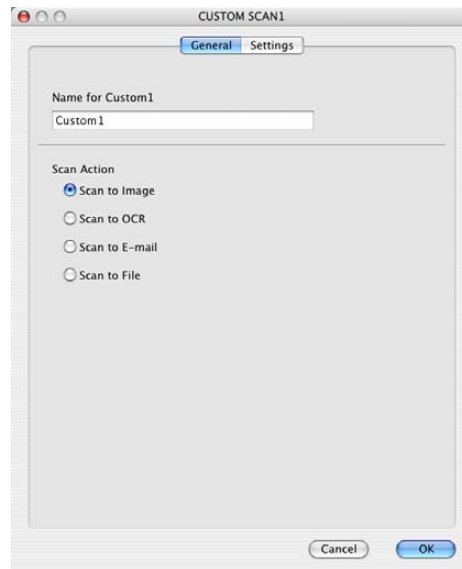 CUSTOM SCAN1
General Settings
Name for Custom1
Custom1
Scan Action
Scan to Image
Scan to OCR
Scan to E-mail
Scan to File
Cancel OK